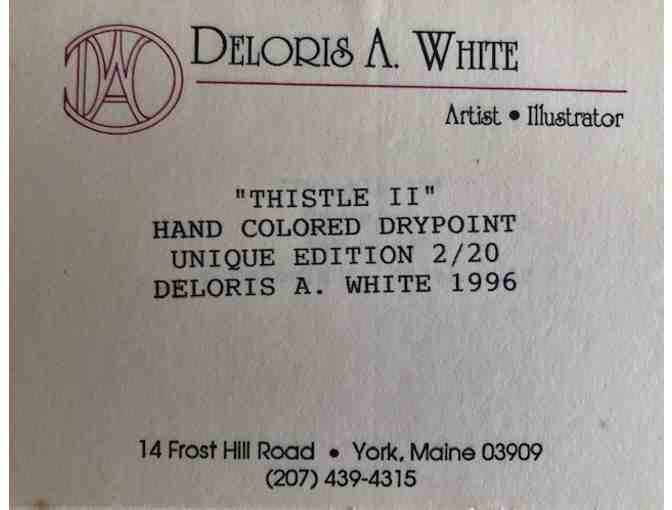 DAW
DELORIS A. WHITE
Artist • Illustrator
"THISTLE II"
HAND COLORED DRYPOINT
UNIQUE EDITION 2/20
DELORIS A. WHITE 1996
14 Frost Hill Road • York, Maine 03909
(207) 439-4315